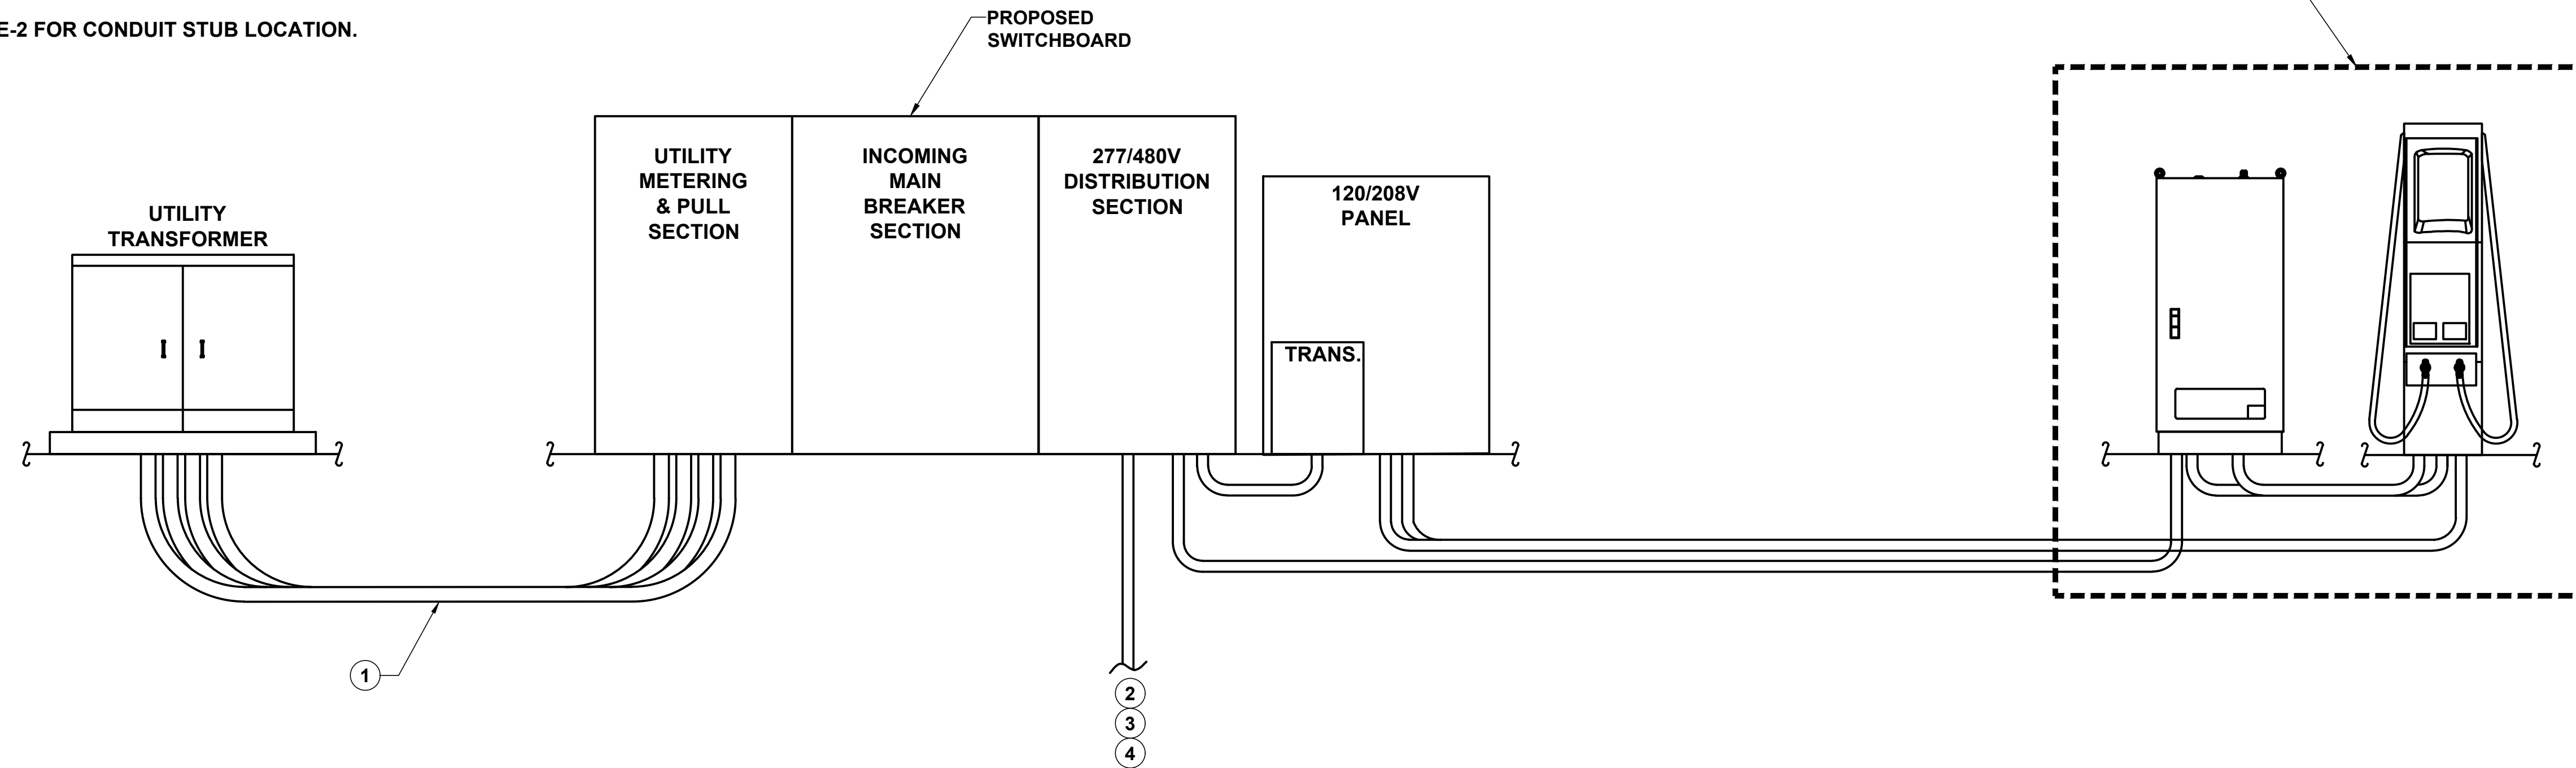 E-2 FOR CONDUIT STUB LOCATION.
PROPOSED
SWITCHBOARD
UTILITY
TRANSFORMER
UTILITY
METERING
& PULL
SECTION
INCOMING
MAIN
BREAKER
SECTION
277/480V
DISTRIBUTION
SECTION
120/208V
PANEL
TRANS.
1
2
3
4